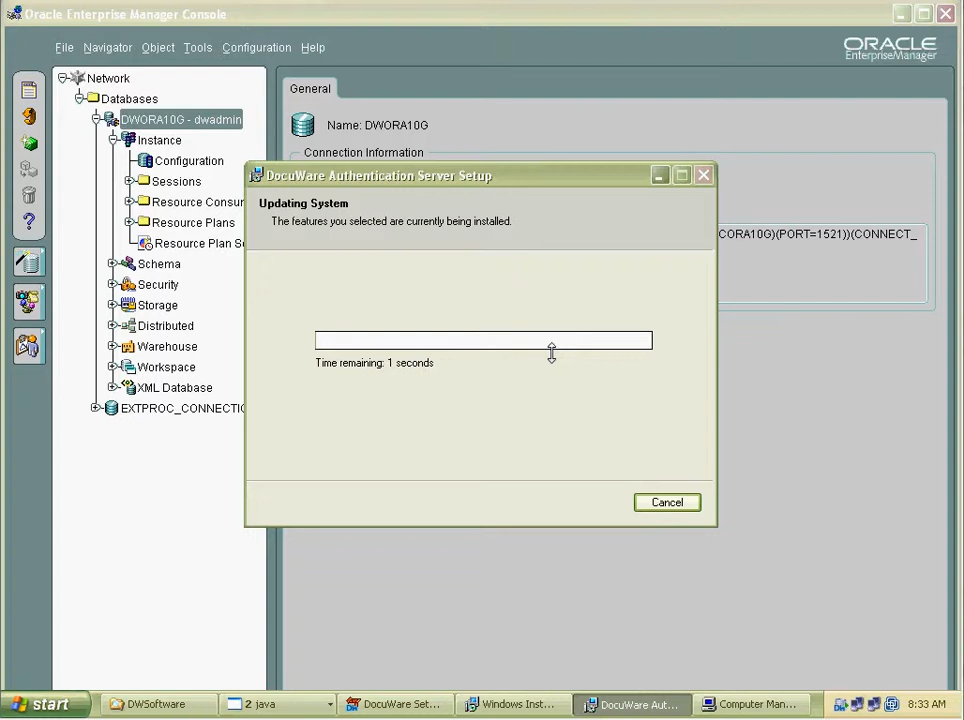 Oracle Enterprise Manager Console
File Navigator Object Tools Configuration Help
ORACLE
EnterpriseManager
Network
Databases
DWORA10G - dwadmin
Instance
Configuration
Sessions
Resource Consur
Resource Plans
Resource Plan S
Schema
Security
Storage
Distributed
Warehouse
Workspace
XML Database
EXTPROC_CONNECTIO
General
Name: DWORA10G
Connection Information
CORA10G)(PORT=1521))(CONNECT_
DocuWare Authentication Server Setup
Updating System
The features you selected are currently being installed.
Time remaining: 1 seconds
Cancel
start
DWSoftware
2 java
DocuWare Set...
Windows Inst...
DocuWare Aut...
Computer Man...
8:33 AM